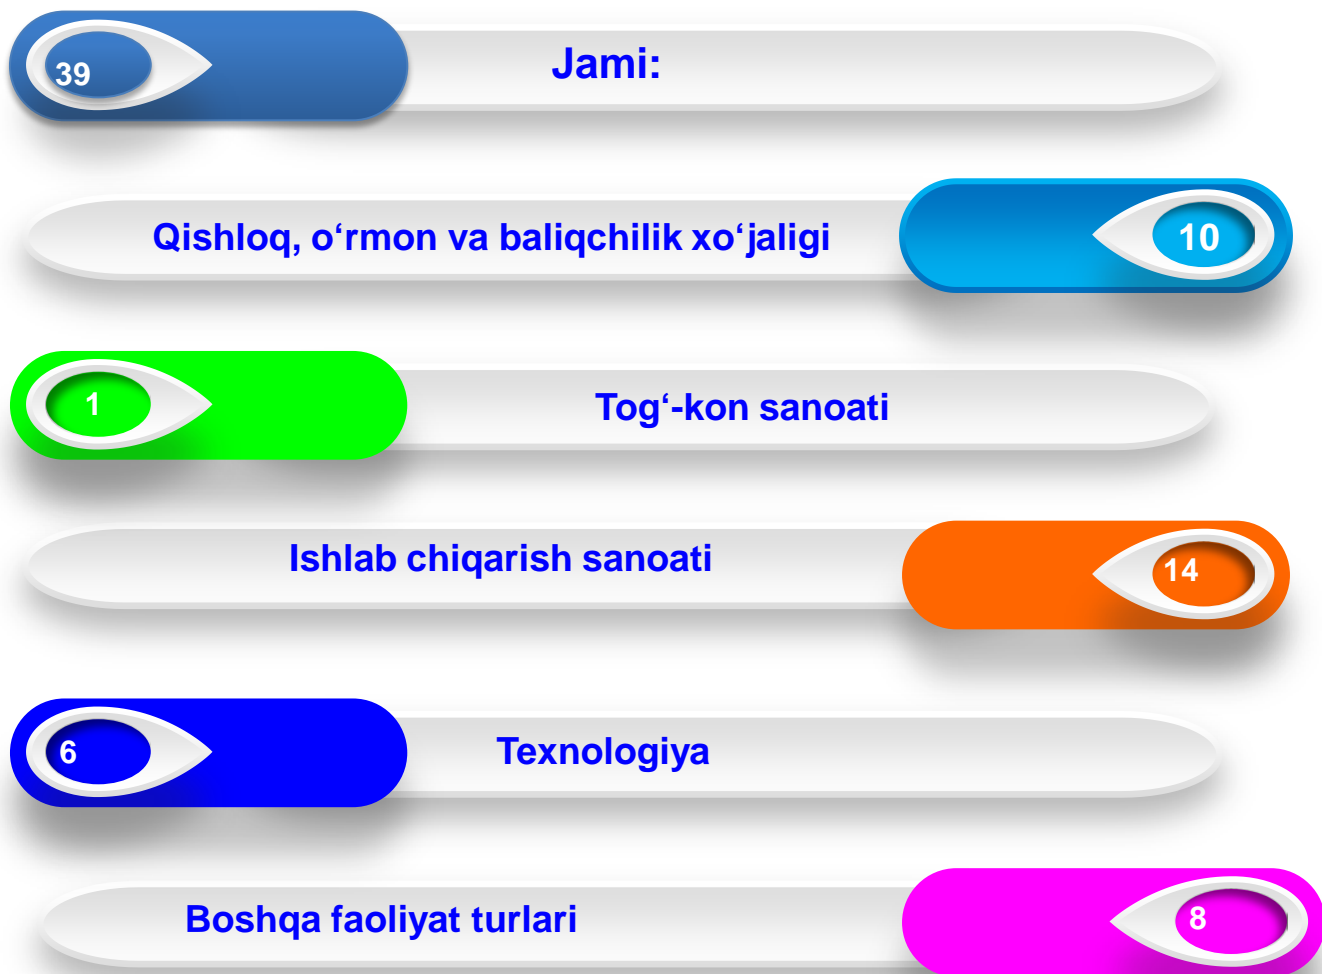 39 Jami:
Qishloq, o‘rmon va baliqchilik xo‘jaligi 10
1 Tog‘-kon sanoati
Ishlab chiqarish sanoati 14
6 Texnologiya
Boshqa faoliyat turlari 8